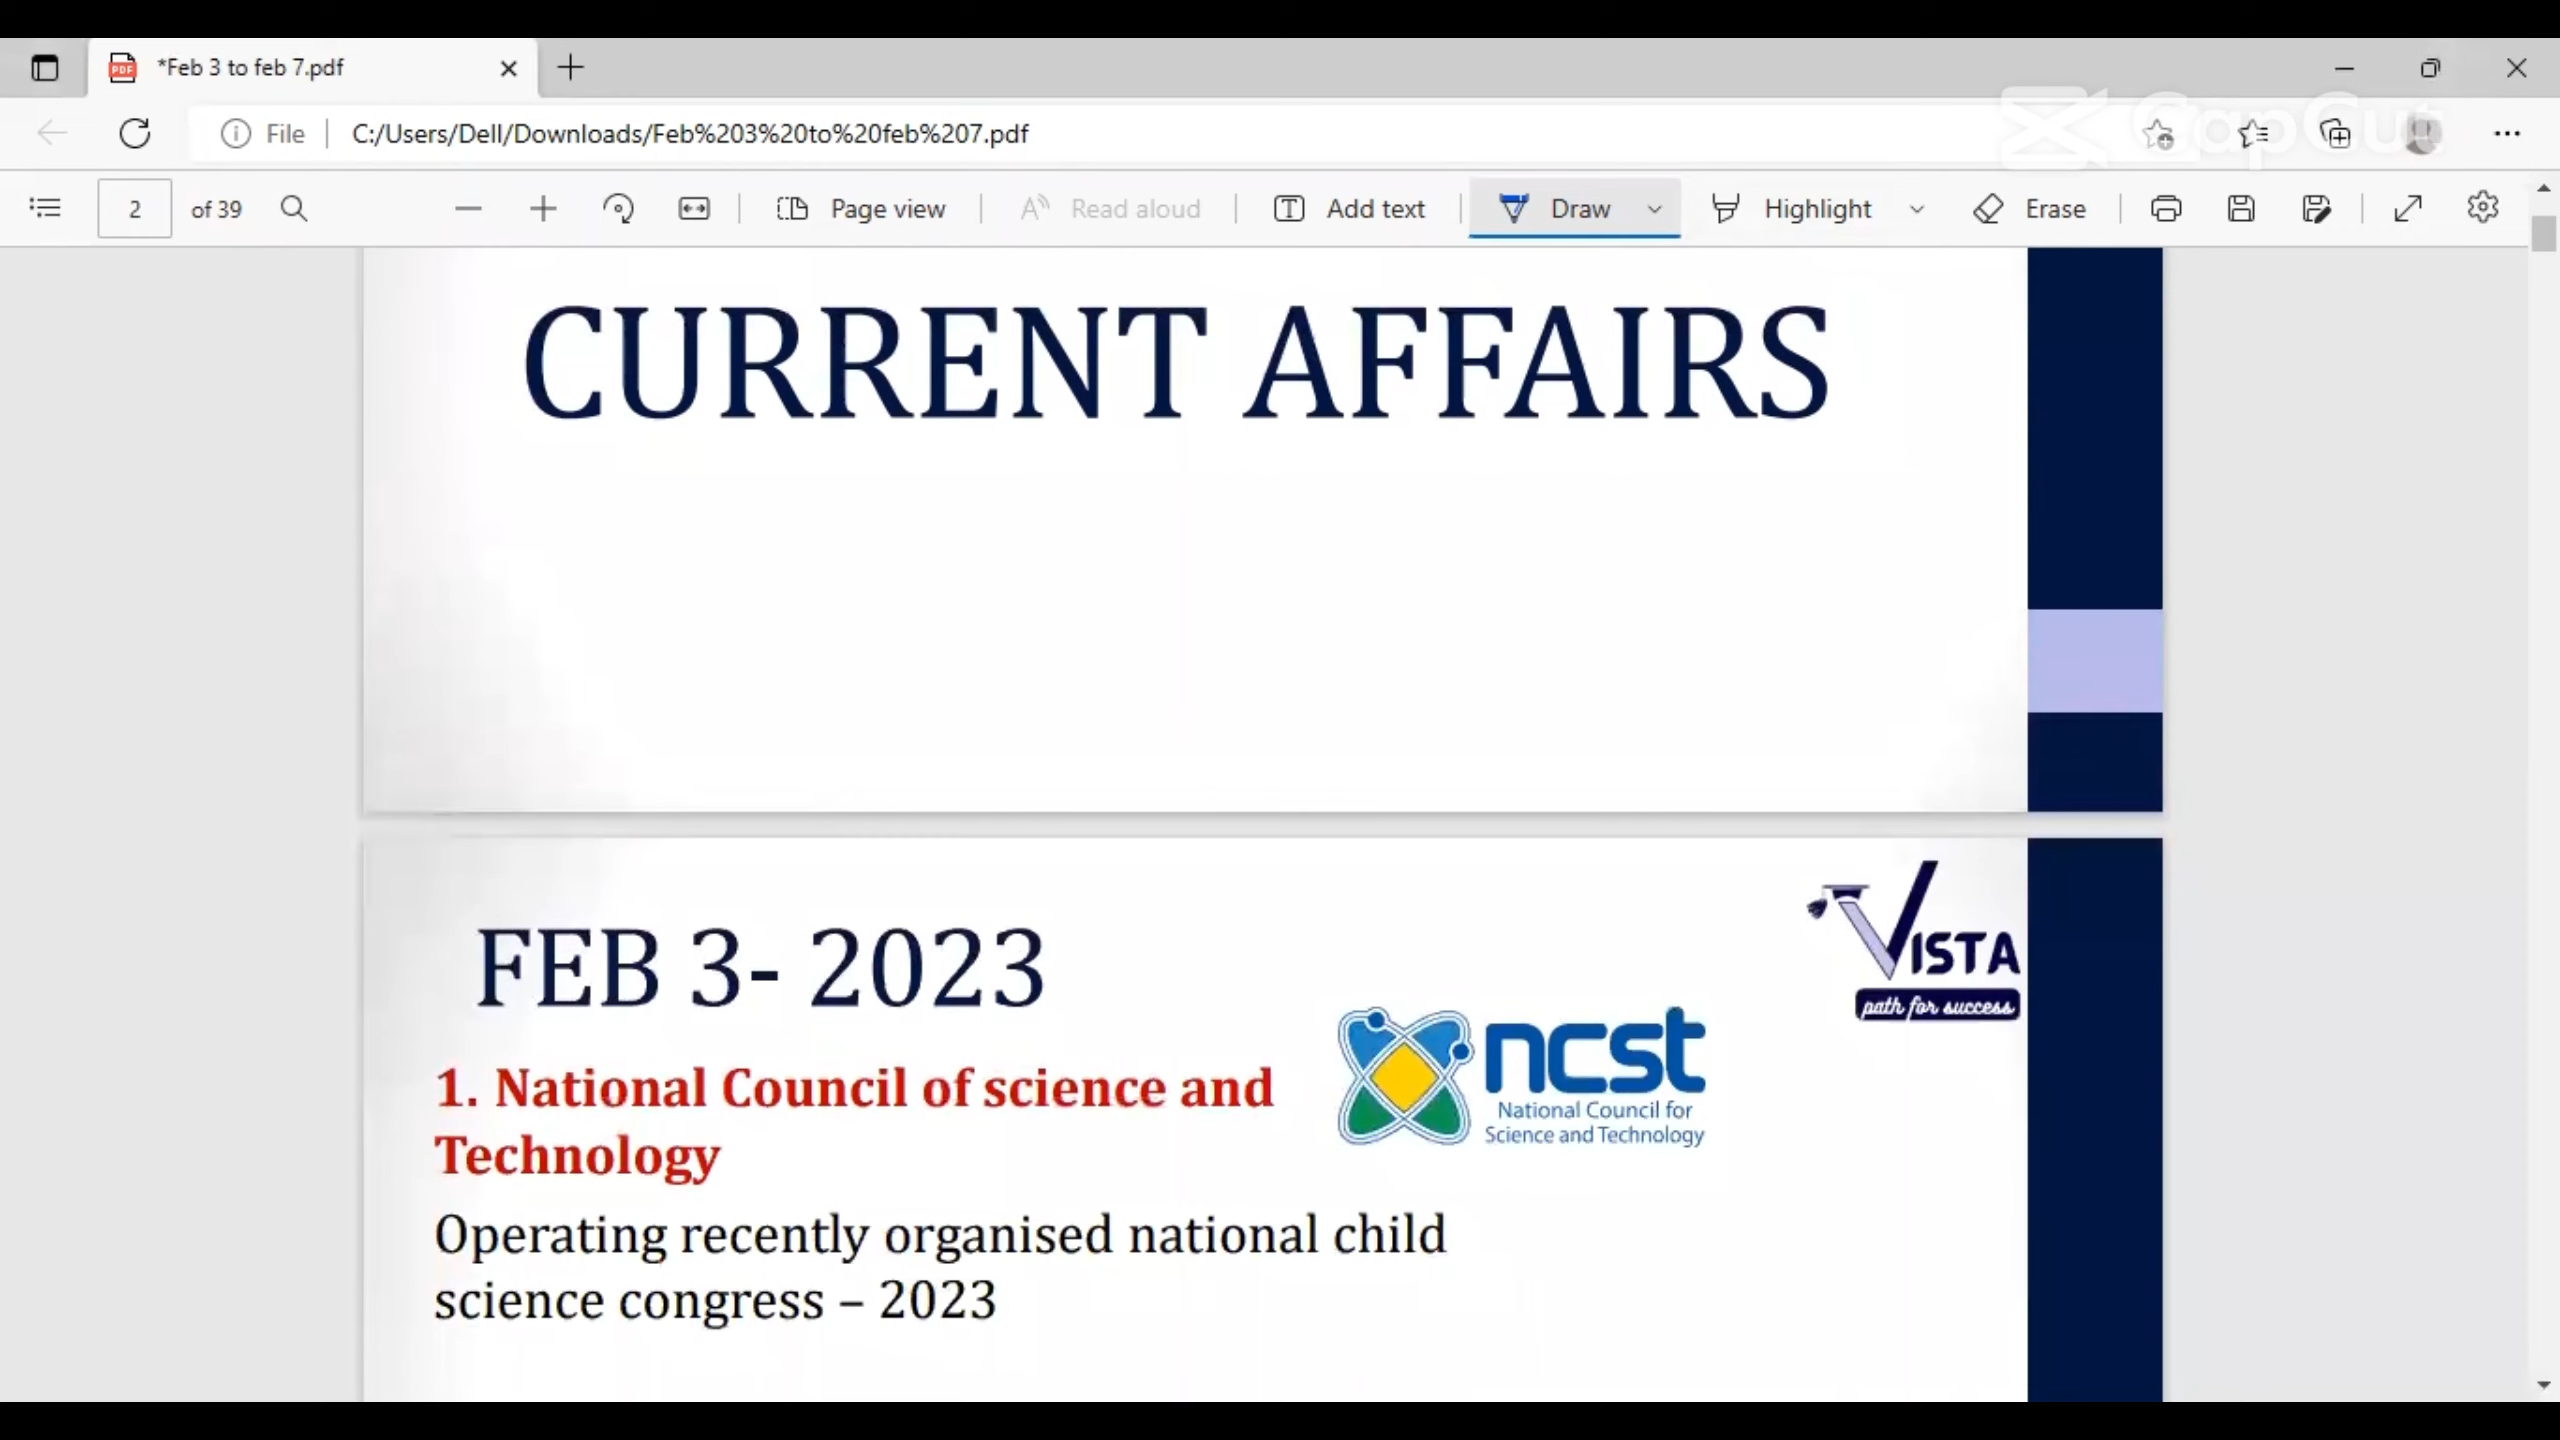 *Feb 3 to feb 7.pdf
File | C:/Users/Dell/Downloads/Feb%203%20to%20feb%207.pdf
CapCut
2 of 39 Page view Read aloud Add text Draw Highlight Erase
CURRENT AFFAIRS
VISTA
path for success
FEB 3- 2023
ncst
National Council for
Science and Technology
1. National Council of science and
Technology
Operating recently organised national child
science congress – 2023